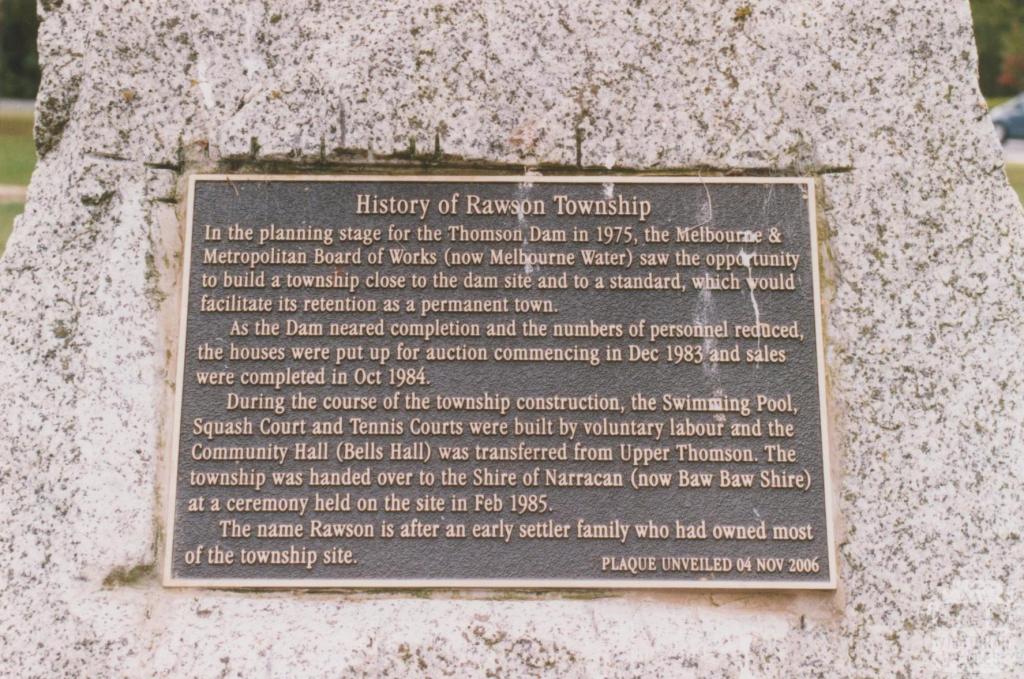 History of Rawson Township
In the planning stage for the Thomson Dam in 1975, the Melbourne &
Metropolitan Board of Works (now Melbourne Water) saw the opportunity
to build a township close to the dam site and to a standard, which would
facilitate its retention as a permanent town.
As the Dam neared completion and the numbers of personnel reduced,
the houses were put up for auction commencing in Dec 1983 and sales
were completed in Oct 1984.
During the course of the township construction, the Swimming Pool,
Squash Court and Tennis Courts were built by voluntary labour and the
Community Hall (Bells Hall) was transferred from Upper Thomson. The
township was handed over to the Shire of Narracan (now Baw Baw Shire)
at a ceremony held on the site in Feb 1985.
The name Rawson is after an early settler family who had owned most
of the township site.
PLAQUE UNVEILED 04 NOV 2006